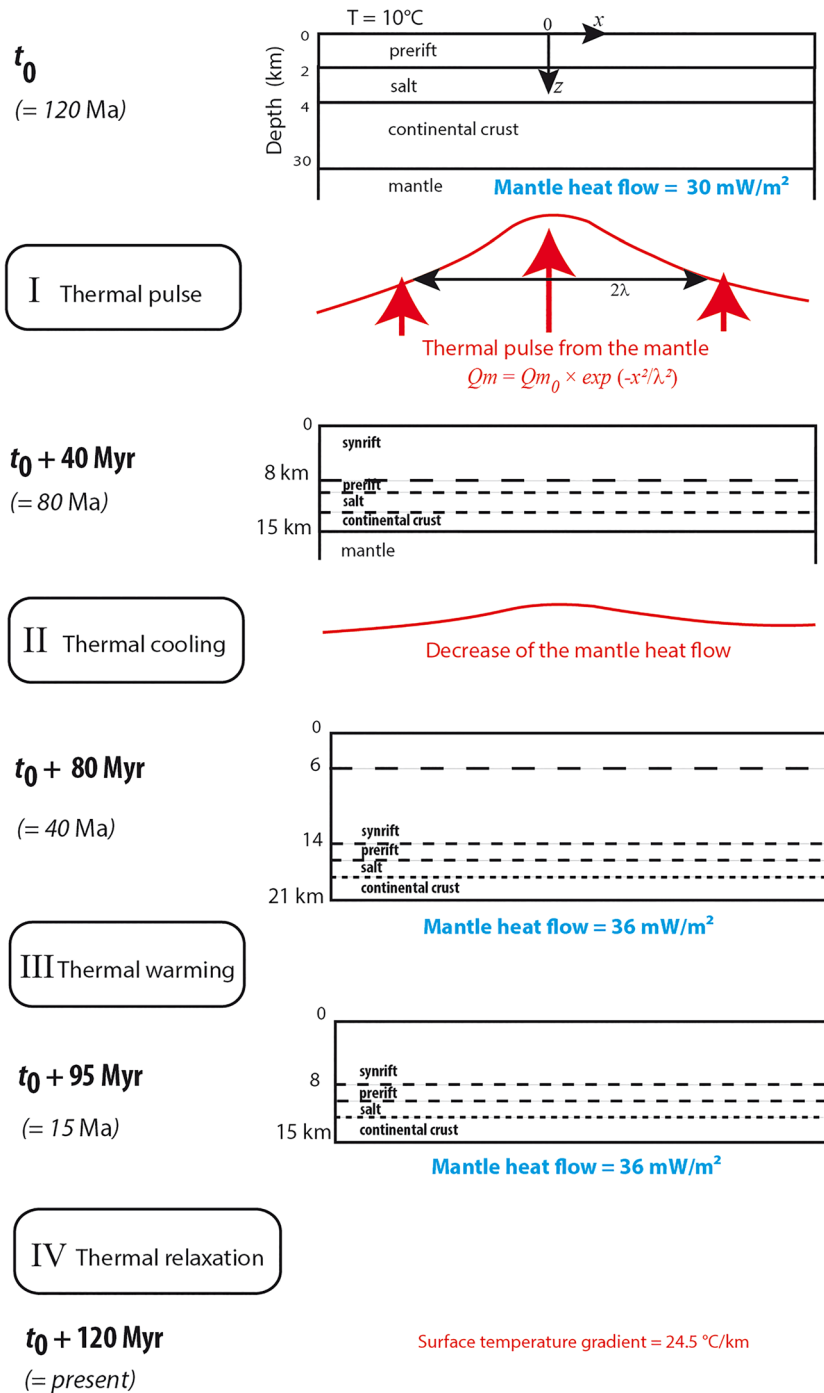 T = 10°C
t0
(= 120 Ma)
Depth (km)
0
2
4
30
0
x
z
prerift
salt
continental crust
mantle
Mantle heat flow = 30 mW/m²
I Thermal pulse
2λ
Thermal pulse from the mantle
Qm = Qm0 × exp (-x²/λ²)
t0 + 40 Myr
(= 80 Ma)
0
8 km
15 km
synrift
prerift
salt
continental crust
mantle
II Thermal cooling
Decrease of the mantle heat flow
t0 + 80 Myr
(= 40 Ma)
0
6
14
21 km
synrift
prerift
salt
continental crust
Mantle heat flow = 36 mW/m²
III Thermal warming
t0 + 95 Myr
(= 15 Ma)
0
8
15 km
synrift
prerift
salt
continental crust
Mantle heat flow = 36 mW/m²
IV Thermal relaxation
t0 + 120 Myr
(= present)
Surface temperature gradient = 24.5 °C/km